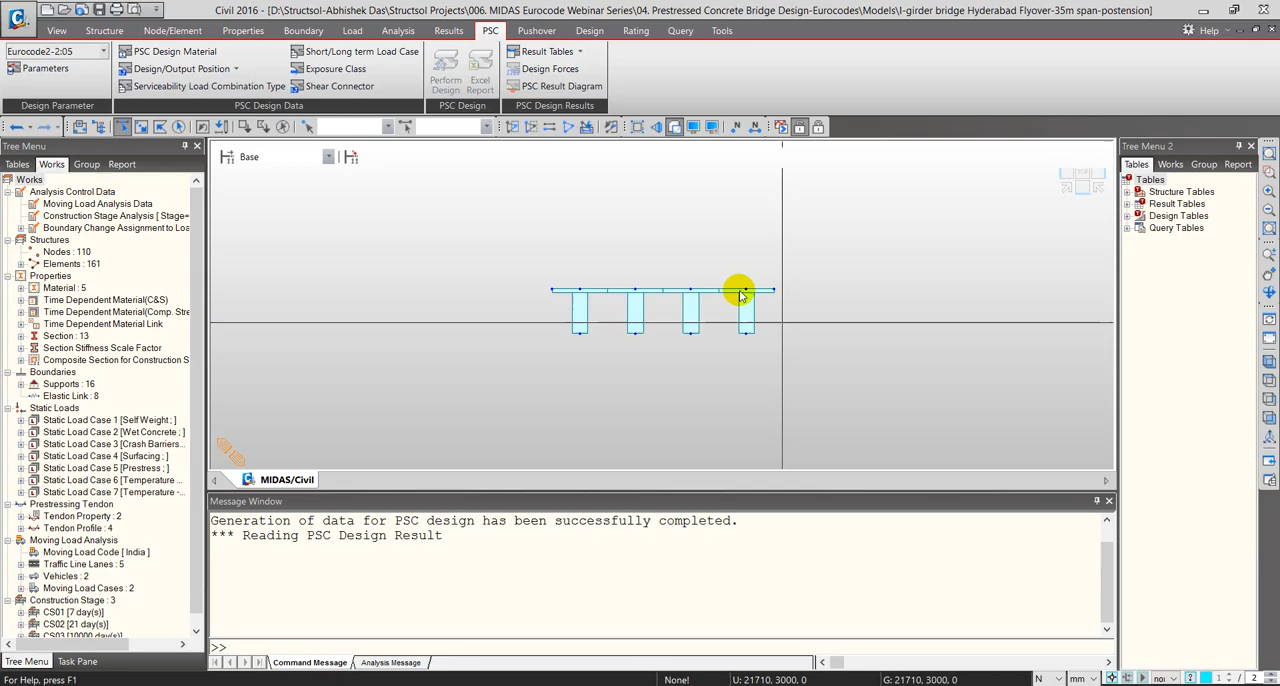 Civil 2016 - [D:\Structsol-Abhishek Das\Structsol Projects\006. MIDAS Eurocode Webinar Series\04. Prestressed Concrete Bridge Design-Eurocodes\Models\I-girder bridge Hyderabad Flyover-35m span-postension]
View Structure Node/Element Properties Boundary Load Analysis Results PSC Pushover Design Rating Query Tools Help
Eurocode2-2:05 PSC Design Material Short/Long term Load Case Result Tables
Parameters Design/Output Position Exposure Class Perform Design Excel Report Design Forces
Serviceability Load Combination Type Shear Connector PSC Result Diagram
Design Parameter PSC Design Data PSC Design PSC Design Results
Tree Menu
Tables Works Group Report
Works
Analysis Control Data
Moving Load Analysis Data
Construction Stage Analysis [ Stage=
Boundary Change Assignment to Loa
Structures
Nodes : 110
Elements : 161
Properties
Material : 5
Time Dependent Material(C&S)
Time Dependent Material(Comp. Stre
Time Dependent Material Link
Section : 13
Section Stiffness Scale Factor
Composite Section for Construction S
Boundaries
Supports : 16
Elastic Link : 8
Static Loads
Static Load Case 1 [Self Weight ; ]
Static Load Case 2 [Wet Concrete ; ]
Static Load Case 3 [Crash Barriers...
Static Load Case 4 [Surfacing ; ]
Static Load Case 5 [Prestress ; ]
Static Load Case 6 [Temperature ...
Static Load Case 7 [Temperature -...
Prestressing Tendon
Tendon Property : 2
Tendon Profile : 4
Moving Load Analysis
Moving Load Code [ India ]
Traffic Line Lanes : 5
Vehicles : 2
Moving Load Cases : 2
Construction Stage : 3
CS01 [7 day(s)]
CS02 [21 day(s)]
CS03 [10000 day(s)]
Tree Menu Task Pane
Base
TOP
MIDAS/Civil
Message Window
Generation of data for PSC design has been successfully completed.
*** Reading PSC Design Result
>>
Command Message Analysis Message
Tree Menu 2
Tables Works Group Report
Tables
Structure Tables
Result Tables
Design Tables
Query Tables
For Help, press F1 None! U: 21710, 3000, 0 G: 21710, 3000, 0 N mm nor 1 / 2